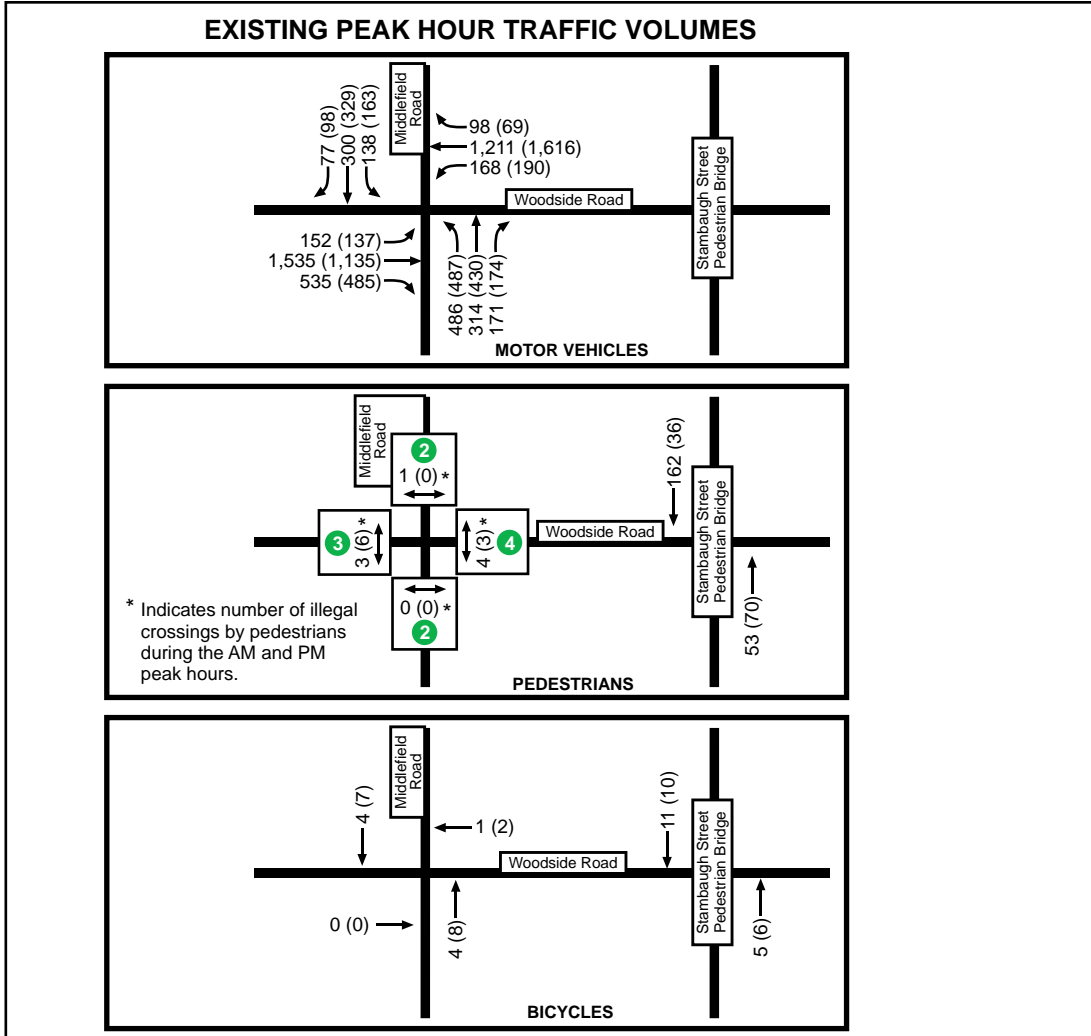 EXISTING PEAK HOUR TRAFFIC VOLUMES
77 (98)
300 (329)
138 (163)
Middlefield
Road
98 (69)
1,211 (1,616)
168 (190)
Woodside Road
Stambaugh Street
Pedestrian Bridge
152 (137)
1,535 (1,135)
535 (485)
486 (487)
314 (430)
171 (174)
MOTOR VEHICLES
Middlefield
Road
2
1 (0) *
162 (36)
3
3 (6) *
4 (3) *
4
Woodside Road
Stambaugh Street
Pedestrian Bridge
0 (0) *
2
53 (70)
* Indicates number of illegal
crossings by pedestrians
during the AM and PM
peak hours.
PEDESTRIANS
Middlefield
Road
4 (7)
1 (2)
11 (10)
Woodside Road
Stambaugh Street
Pedestrian Bridge
0 (0)
4 (8)
5 (6)
BICYCLES